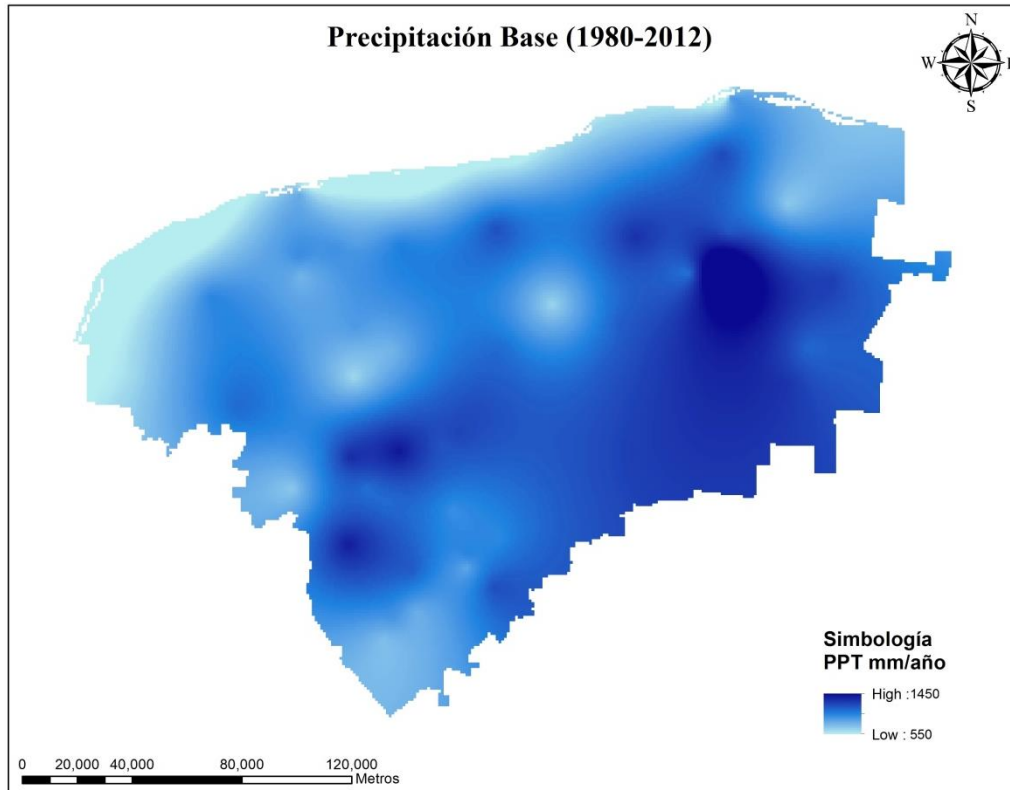 Precipitación Base (1980-2012)
N
W
E
S
Simbología
PPT mm/año
High :1450
Low : 550
0 20,000 40,000 80,000 120,000
Metros